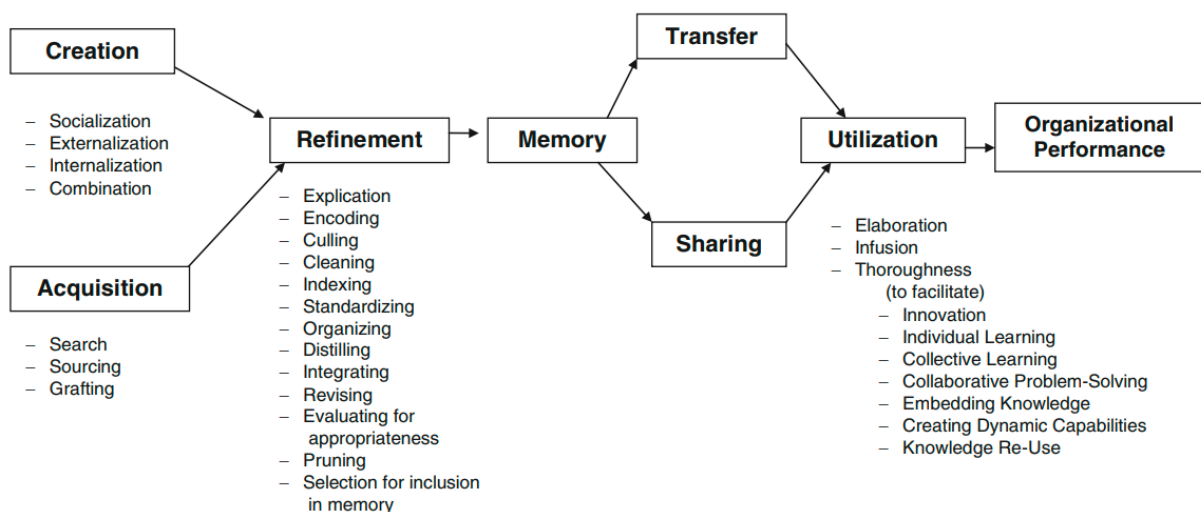 Creation
– Socialization
– Externalization
– Internalization
– Combination
Acquisition
– Search
– Sourcing
– Grafting
Refinement
– Explication
– Encoding
– Culling
– Cleaning
– Indexing
– Standardizing
– Organizing
– Distilling
– Integrating
– Revising
– Evaluating for
appropriateness
– Pruning
– Selection for inclusion
in memory
Memory
Transfer
Sharing
Utilization
– Elaboration
– Infusion
– Thoroughness
(to facilitate)
– Innovation
– Individual Learning
– Collective Learning
– Collaborative Problem-Solving
– Embedding Knowledge
– Creating Dynamic Capabilities
– Knowledge Re-Use
Organizational
Performance